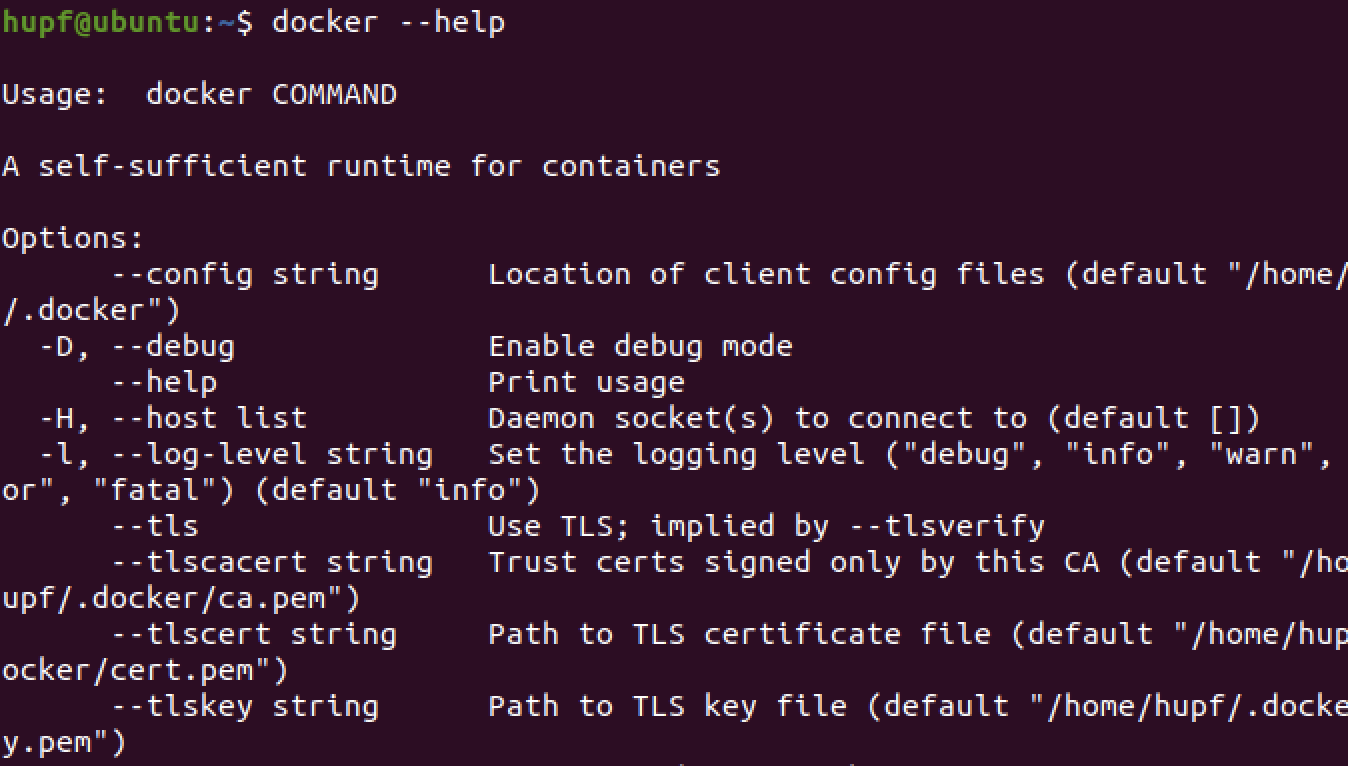 hupf@ubuntu:~$ docker --help
Usage:  docker COMMAND
A self-sufficient runtime for containers
Options:
      --config string      Location of client config files (default "/home/
/.docker")
  -D, --debug              Enable debug mode
      --help               Print usage
  -H, --host list          Daemon socket(s) to connect to (default [])
  -l, --log-level string   Set the logging level ("debug", "info", "warn",
or", "fatal") (default "info")
      --tls                Use TLS; implied by --tlsverify
      --tlscacert string   Trust certs signed only by this CA (default "/ho
upf/.docker/ca.pem")
      --tlscert string     Path to TLS certificate file (default "/home/hup
ocker/cert.pem")
      --tlskey string      Path to TLS key file (default "/home/hupf/.docke
y.pem")